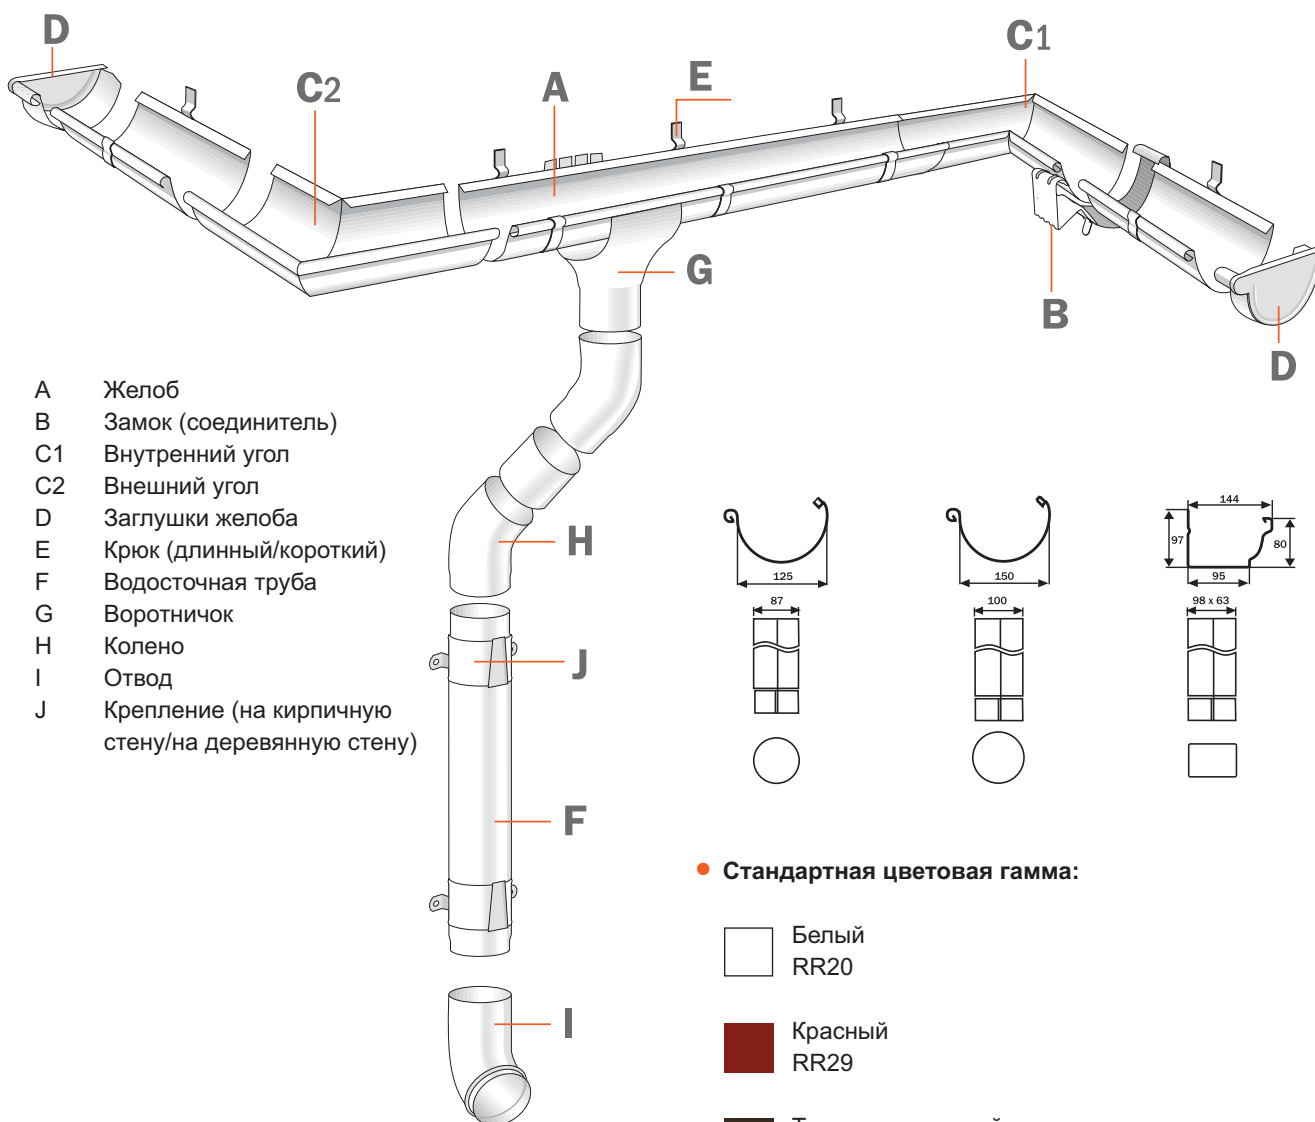 D
C2
A
E
C1
G
B
D
A Желоб
B Замок (соединитель)
C1 Внутренний угол
C2 Внешний угол
D Заглушки желоба
E Крюк (длинный/короткий)
F Водосточная труба
G Воротничок
H Колено
I Отвод
J Крепление (на кирпичную
стену/на деревянную стену)
H
J
F
I
125
87
150
100
144
97
80
95
98 x 63
Стандартная цветовая гамма:
Белый
RR20
Красный
RR29